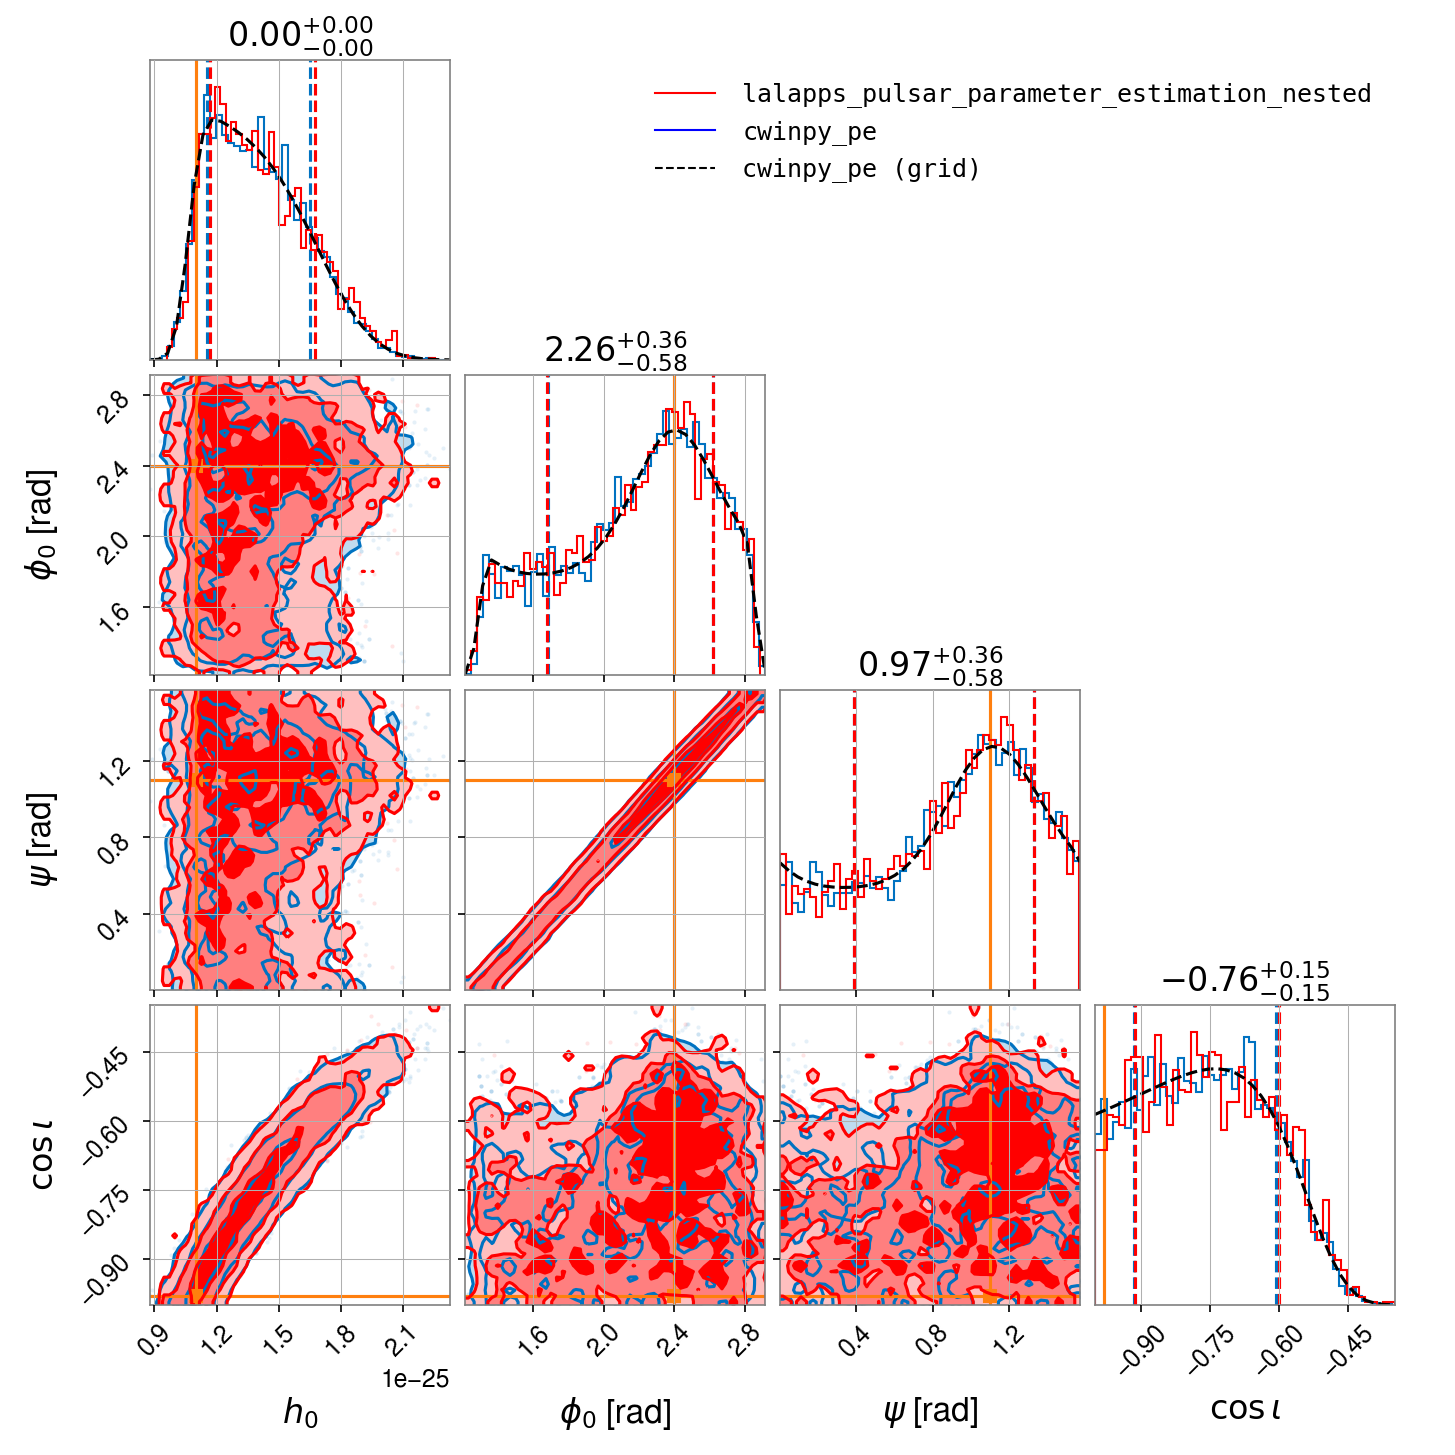 0.00+0.00−0.00
lalapps_pulsar_parameter_estimation_nested
cwinpy_pe
cwinpy_pe (grid)
2.26+0.36−0.58
ϕ0 [rad]
2.8
2.4
2.0
1.6
0.97+0.36−0.58
ψ [rad]
1.2
0.8
0.4
−0.76+0.15−0.15
cos ι
−0.45
−0.60
−0.75
−0.90
0.9 1.2 1.5 1.8 2.1
1e−25
h0
1.6 2.0 2.4 2.8
ϕ0 [rad]
0.4 0.8 1.2
ψ [rad]
−0.90 −0.75 −0.60 −0.45
cos ι